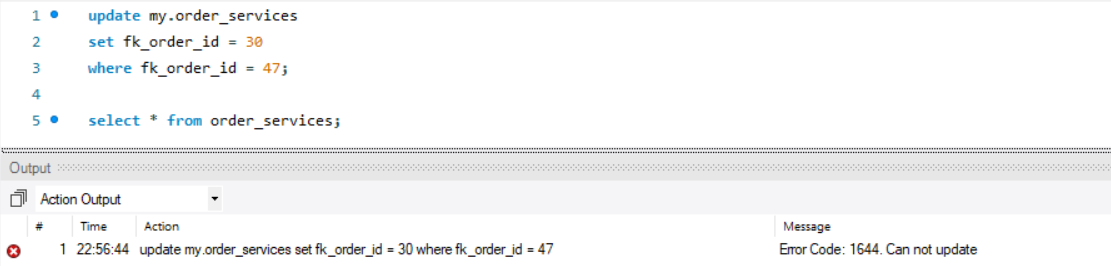 1 update my.order_services
2 set fk_order_id = 30
3 where fk_order_id = 47;
4
5 select * from order_services;
Output
Action Output
# Time Action Message
1 22:56:44 update my.order_services set fk_order_id = 30 where fk_order_id = 47 Error Code: 1644. Can not update